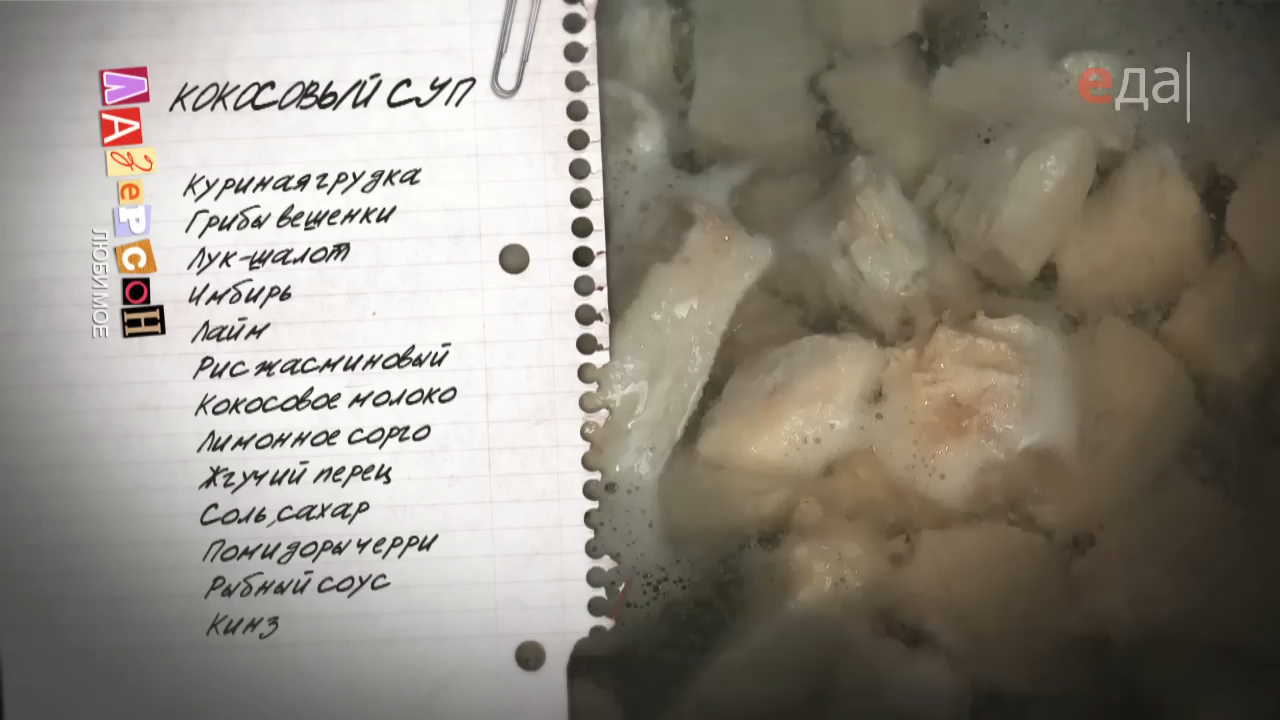 КОКОСОВЫЙ СУП
Куриная грудка
Грибы вешенки
Лук-шалот
Имбирь
Лайм
Рис жасминовый
Кокосовое молоко
Лимонное сорго
Жгучий перец
Соль, сахар
Помидоры черри
Рыбный соус
Кинз
ЛАЗеРСОН
ЛЮБИМОЕ
еда